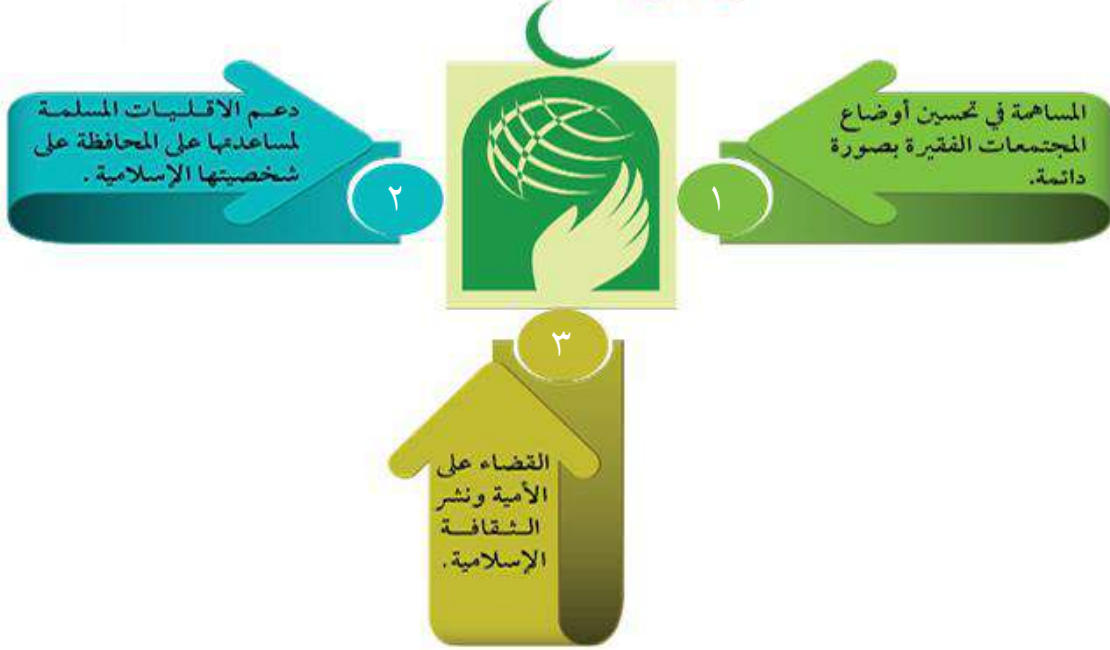 ١
المساهمة في تحسين أوضاع
المجتمعات الفقيرة بصورة
دائمة.
٢
دعم الاقليات المسلمة
لمساعدتها على المحافظة على
شخصيتها الإسلامية .
٣
القضاء على
الأمية ونشر
الثقافة
الإسلامية.